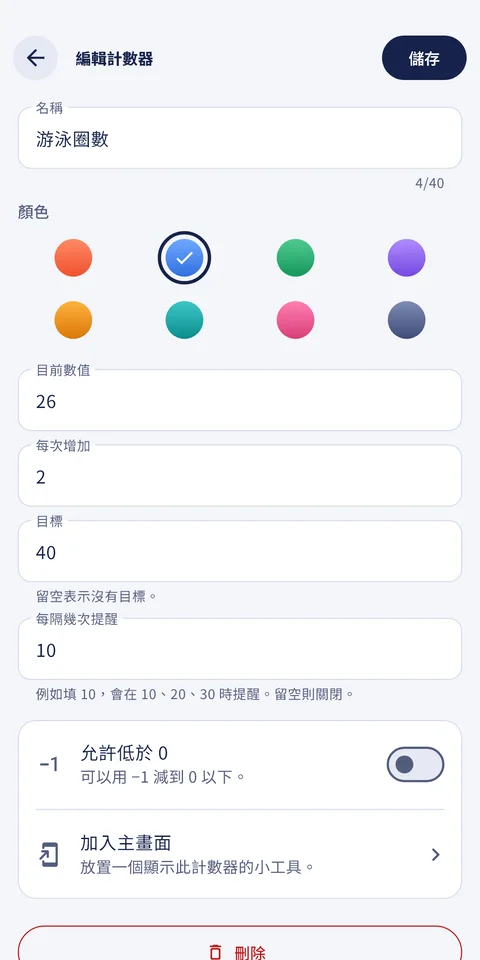 編輯計數器
儲存
名稱
游泳圈數
4/40
顏色
目前數值
26
每次增加
2
目標
40
留空表示沒有目標。
每隔幾次提醒
10
例如填 10，會在 10、20、30 時提醒。留空則關閉。
−1
允許低於 0
可以用 −1 減到 0 以下。
加入主畫面
放置一個顯示此計數器的小工具。
刪除